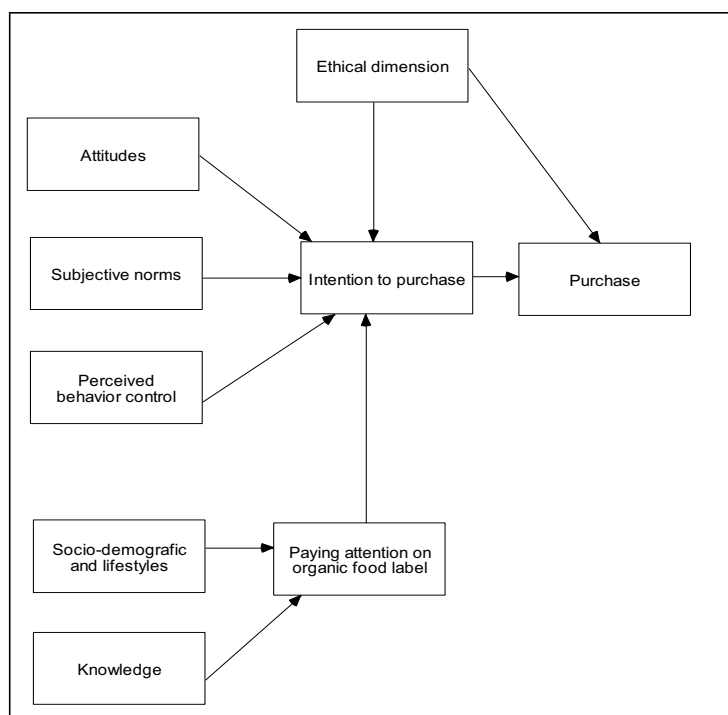 Ethical dimension
Attitudes
Subjective norms
Intention to purchase
Purchase
Perceived
behavior control
Socio-demografic
and lifestyles
Paying attention on
organic food label
Knowledge